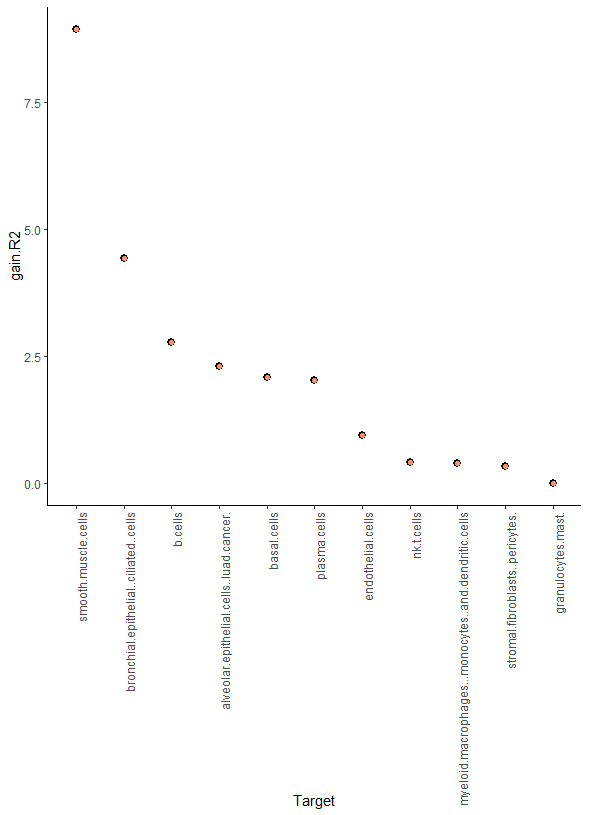 gain.R2
7.5
5.0
2.5
0.0
smooth.muscle.cells
bronchial.epithelial..ciliated..cells
b.cells
alveolar.epithelial.cells..luad.cancer.
basal.cells
plasma.cells
endothelial.cells
nk.t.cells
myeloid.macrophages...monocytes..and.dendritic.cells
stromal.fibroblasts..pericytes.
granulocytes.mast.
Target